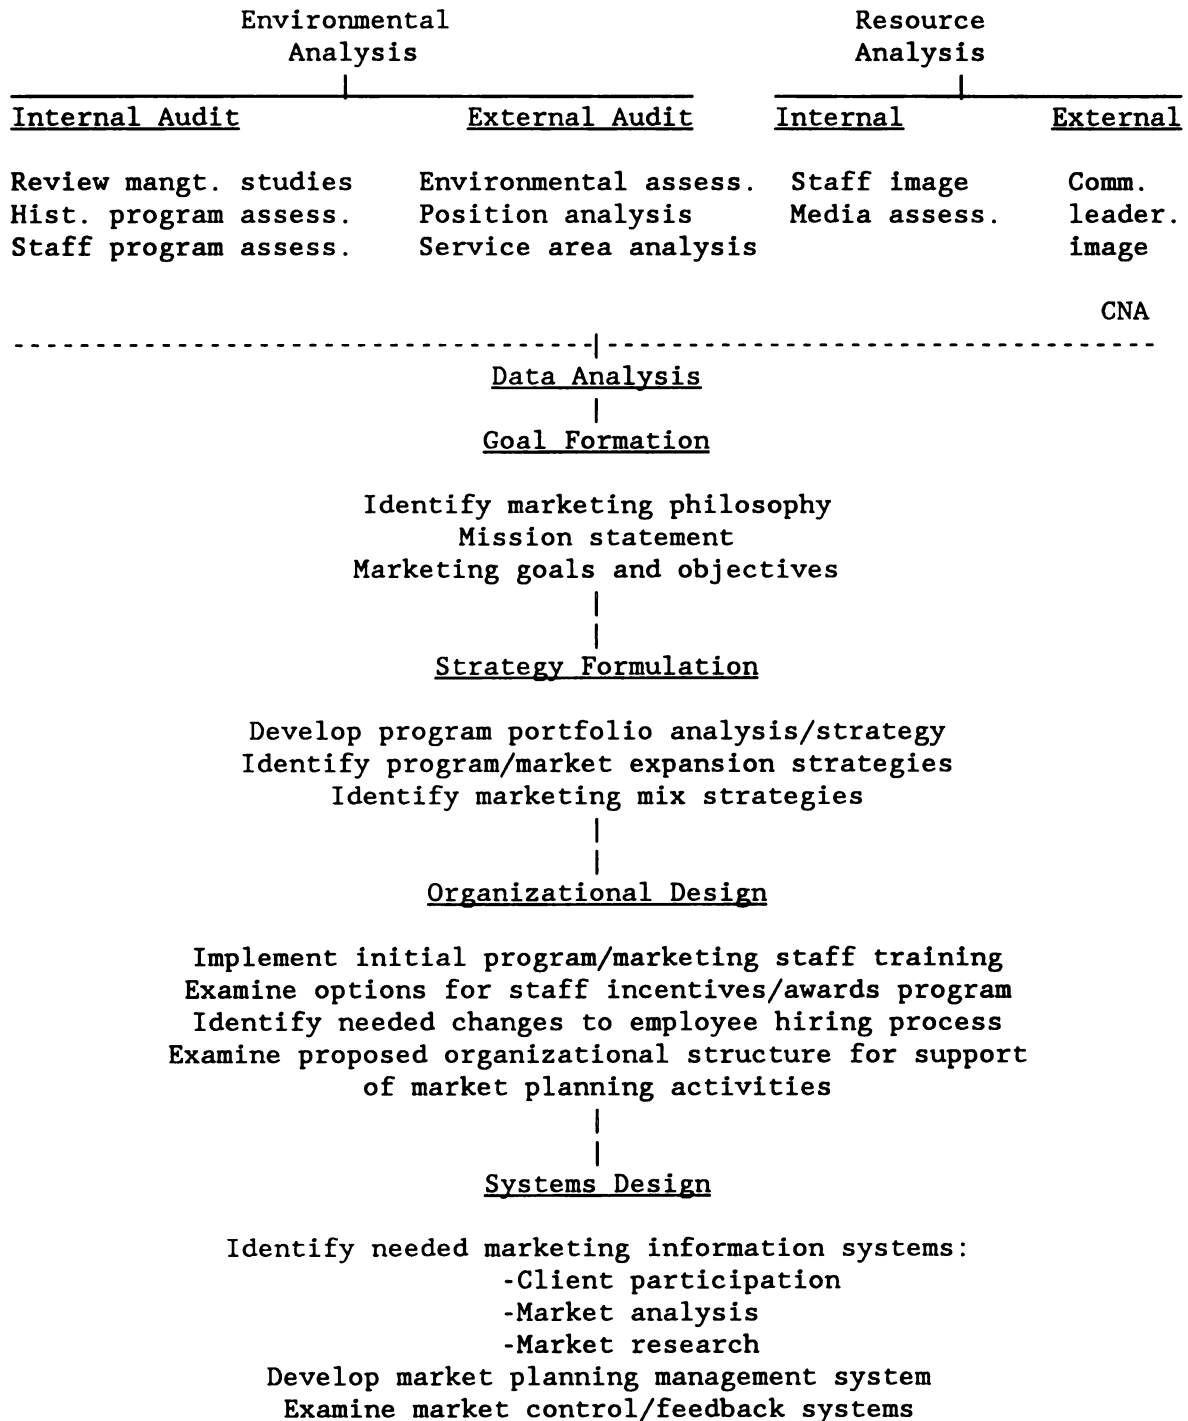 Environmental Resource
Analysis Analysis
Internal Audit External Audit Internal External
Review mangt. studies Environmental assess. Staff image Comm.
Hist. program assess. Position analysis Media assess. leader.
Staff program assess. Service area analysis image
CNA
Data Analysis
Goal Formation
Identify marketing philosophy
Mission statement
Marketing goals and objectives
Strategy Formulation
Develop program portfolio analysis/strategy
Identify program/market expansion strategies
Identify marketing mix strategies
Organizational Design
Implement initial program/marketing staff training
Examine options for staff incentives/awards program
Identify needed changes to employee hiring process
Examine proposed organizational structure for support
of market planning activities
Systems Design
Identify needed marketing information systems:
-Client participation
-Market analysis
-Market research
Develop market planning management system
Examine market control/feedback systems